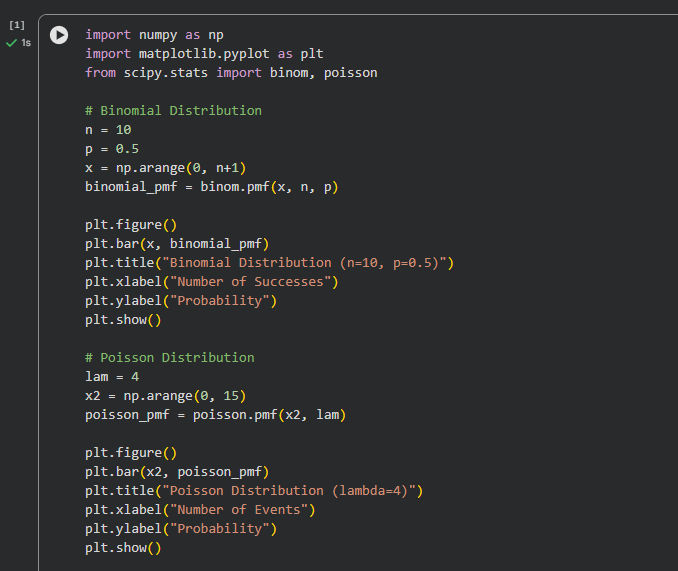 [1]
1s
import numpy as np
import matplotlib.pyplot as plt
from scipy.stats import binom, poisson

# Binomial Distribution
n = 10
p = 0.5
x = np.arange(0, n+1)
binomial_pmf = binom.pmf(x, n, p)

plt.figure()
plt.bar(x, binomial_pmf)
plt.title("Binomial Distribution (n=10, p=0.5)")
plt.xlabel("Number of Successes")
plt.ylabel("Probability")
plt.show()

# Poisson Distribution
lam = 4
x2 = np.arange(0, 15)
poisson_pmf = poisson.pmf(x2, lam)

plt.figure()
plt.bar(x2, poisson_pmf)
plt.title("Poisson Distribution (lambda=4)")
plt.xlabel("Number of Events")
plt.ylabel("Probability")
plt.show()